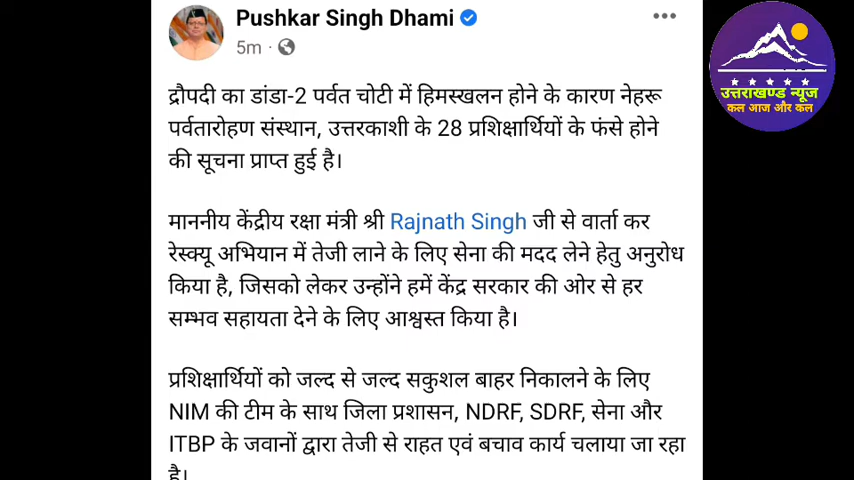 Pushkar Singh Dhami
5m
द्रौपदी का डांडा-2 पर्वत चोटी में हिमस्खलन होने के कारण नेहरू
पर्वतारोहण संस्थान, उत्तरकाशी के 28 प्रशिक्षार्थियों के फंसे होने
की सूचना प्राप्त हुई है।
माननीय केंद्रीय रक्षा मंत्री श्री Rajnath Singh जी से वार्ता कर
रेस्क्यू अभियान में तेजी लाने के लिए सेना की मदद लेने हेतु अनुरोध
किया है, जिसको लेकर उन्होंने हमें केंद्र सरकार की ओर से हर
सम्भव सहायता देने के लिए आश्वस्त किया है।
प्रशिक्षार्थियों को जल्द से जल्द सकुशल बाहर निकालने के लिए
NIM की टीम के साथ जिला प्रशासन, NDRF, SDRF, सेना और
ITBP के जवानों द्वारा तेजी से राहत एवं बचाव कार्य चलाया जा रहा
है।
उत्तराखण्ड न्यूज
कल आज और कल